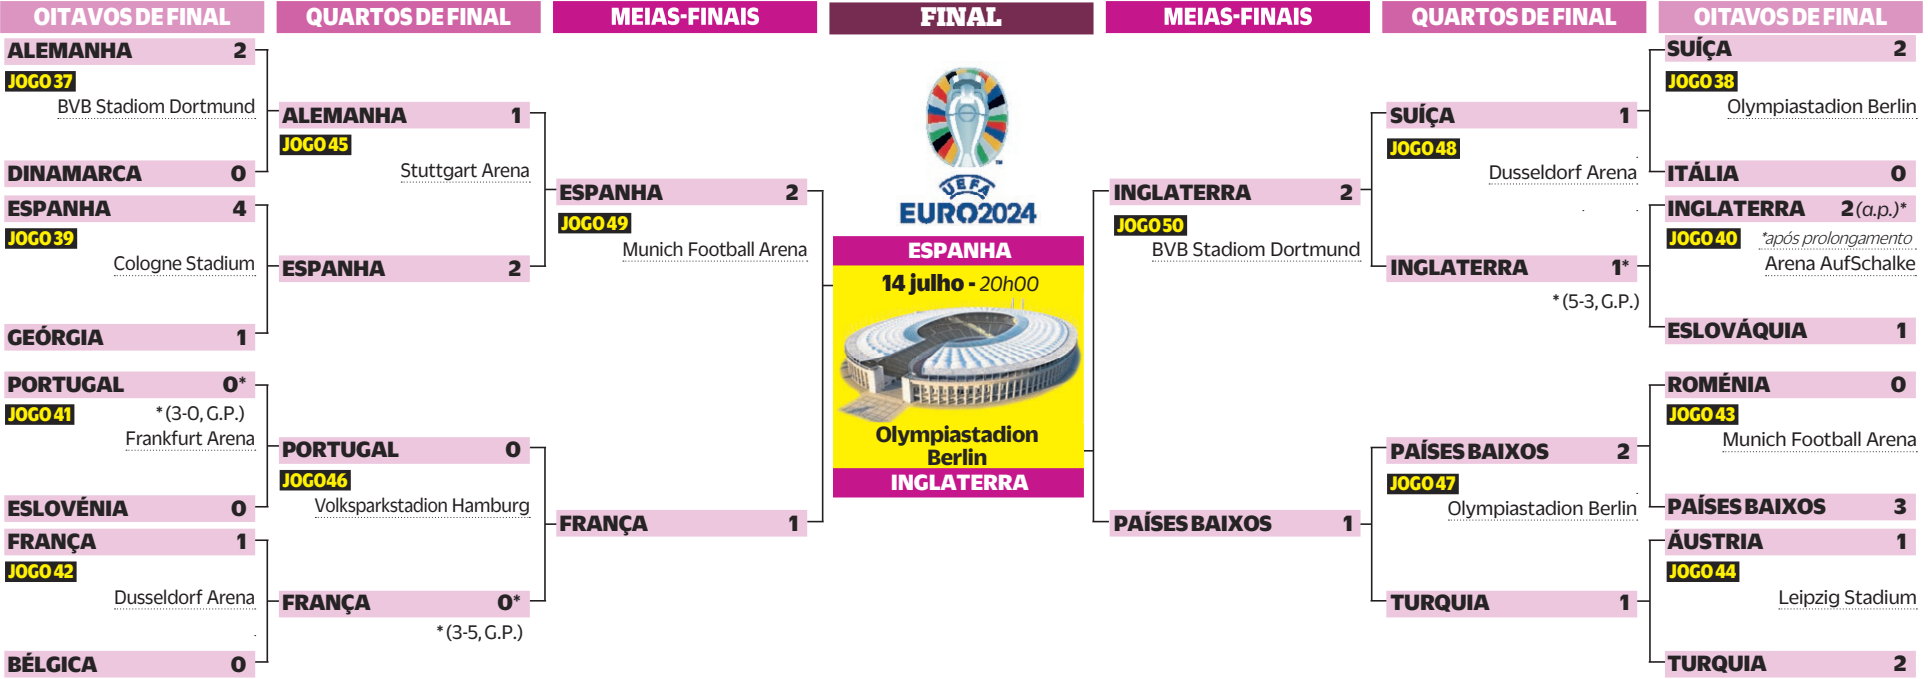 OITAVOS DE FINAL
QUARTOS DE FINAL
MEIAS-FINAIS
FINAL
MEIAS-FINAIS
QUARTOS DE FINAL
OITAVOS DE FINAL
ALEMANHA 2
JOGO 37
BVB Stadiom Dortmund
DINAMARCA 0
ESPANHA 4
JOGO 39
Cologne Stadium
GEÓRGIA 1
PORTUGAL 0*
JOGO 41
* (3-0, G.P.)
Frankfurt Arena
ESLOVÉNIA 0
FRANÇA 1
JOGO 42
Dusseldorf Arena
BÉLGICA 0
ALEMANHA 1
JOGO 45
Stuttgart Arena
ESPANHA 2
PORTUGAL 0
JOGO46
Volksparkstadion Hamburg
FRANÇA 0*
* (3-5, G.P.)
ESPANHA 2
JOGO 49
Munich Football Arena
FRANÇA 1
TM
UEFA
EURO2024
ESPANHA
14 julho - 20h00
Olympiastadion
Berlin
INGLATERRA
INGLATERRA 2
JOGO 50
BVB Stadiom Dortmund
PAÍSES BAIXOS 1
SUÍÇA 1
JOGO 48
Dusseldorf Arena
INGLATERRA 1*
* (5-3, G.P.)
PAÍSES BAIXOS 2
JOGO 47
Olympiastadion Berlin
TURQUIA 1
SUÍÇA 2
JOGO 38
Olympiastadion Berlin
ITÁLIA 0
INGLATERRA 2 (a.p.)*
JOGO 40 *após prolongamento
Arena AufSchalke
ESLOVÁQUIA 1
ROMÉNIA 0
JOGO 43
Munich Football Arena
PAÍSES BAIXOS 3
ÁUSTRIA 1
JOGO 44
Leipzig Stadium
TURQUIA 2